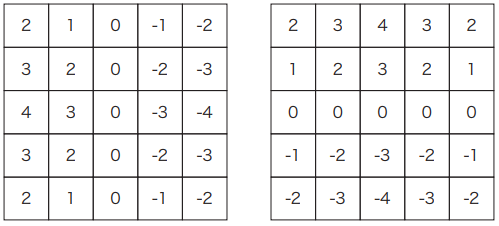 2 1 0 -1 -2 2 3 4 3 2
3 2 0 -2 -3 1 2 3 2 1
4 3 0 -3 -4 0 0 0 0 0
3 2 0 -2 -3 -1 -2 -3 -2 -1
2 1 0 -1 -2 -2 -3 -4 -3 -2